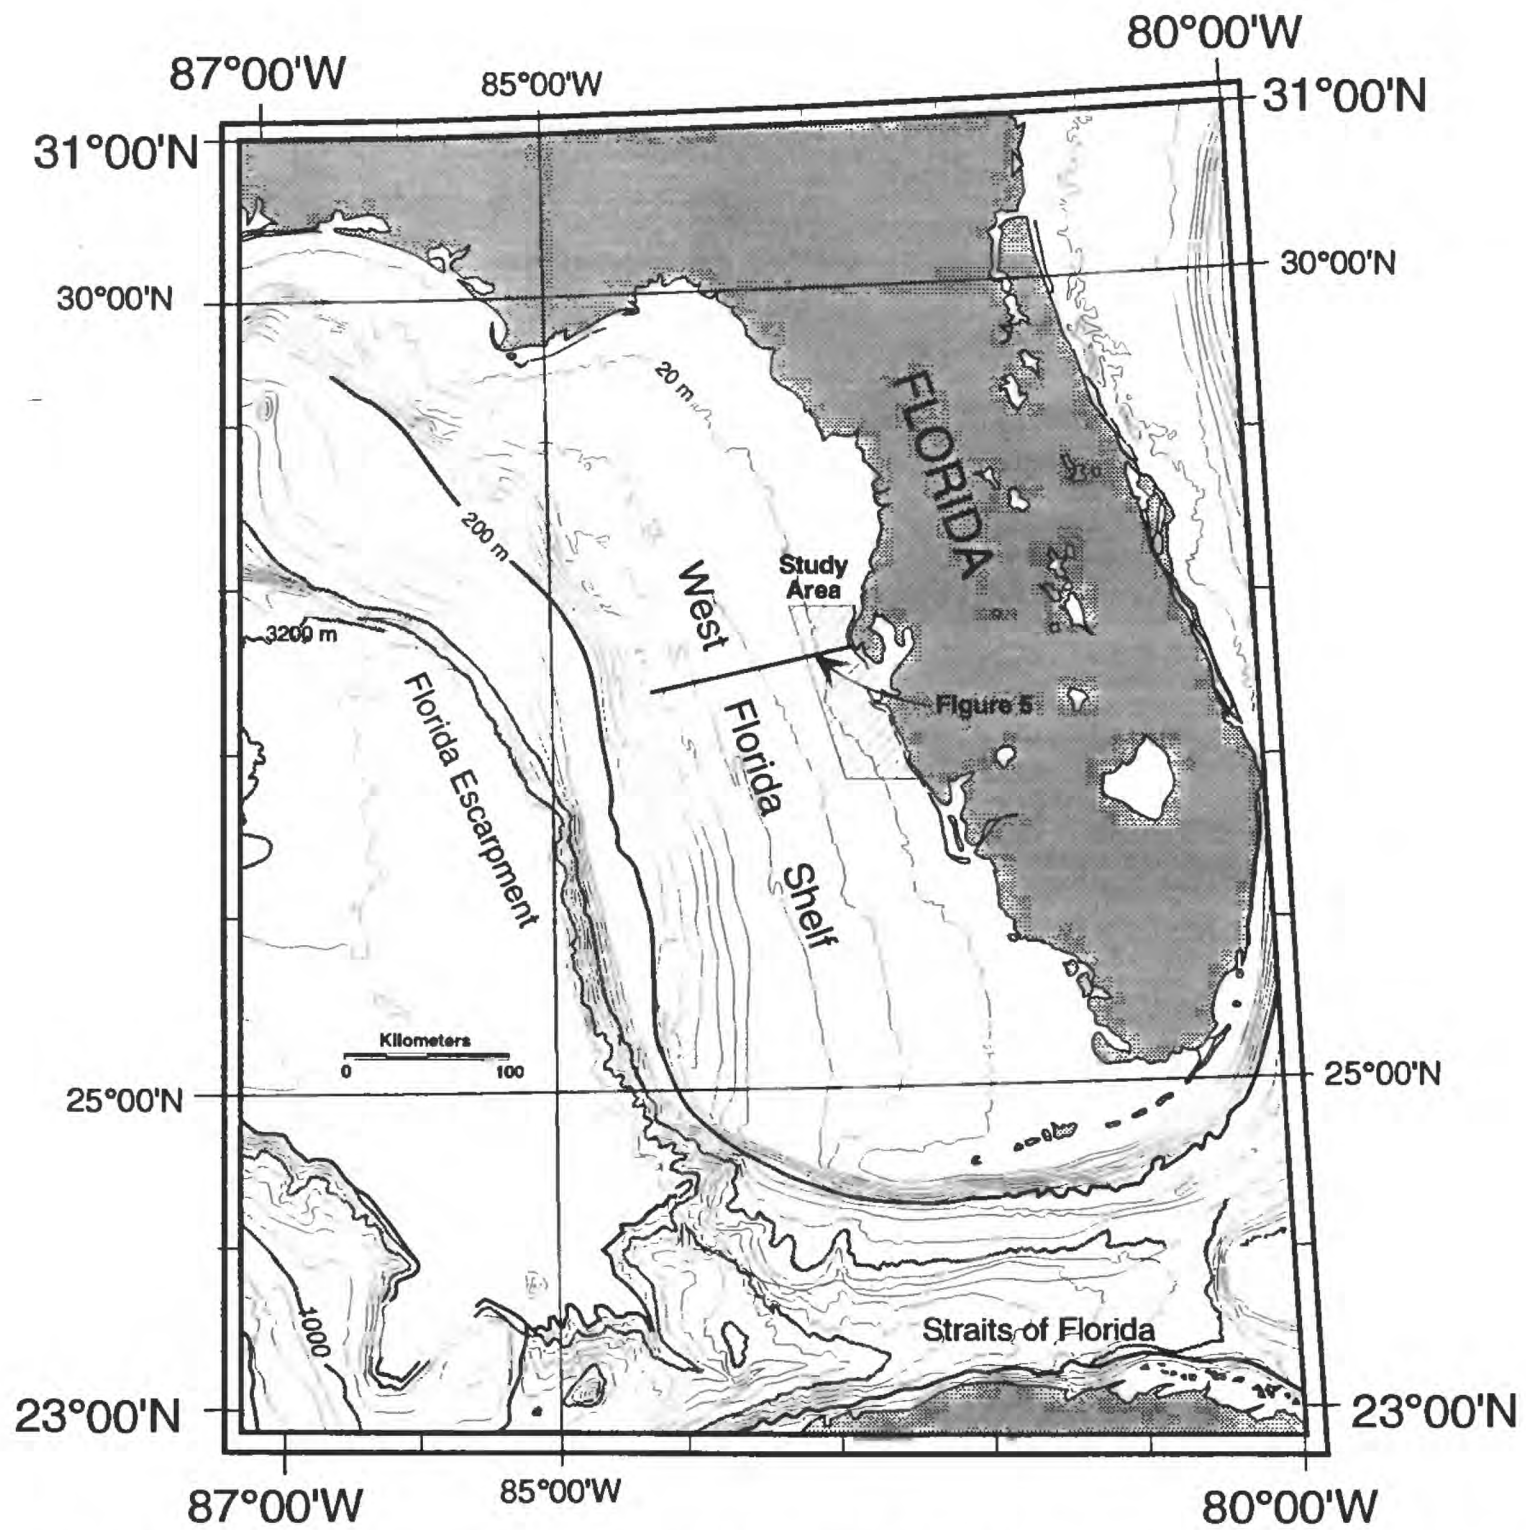 80°00'W
87°00'W
85°00'W
31°00'N
31°00'N
30°00'N
30°00'N
20 m
FLORIDA
200 m
Study
Area
West
3200 m
Figure 5
Florida
Florida Escarpment
Shelf
Kilometers
0 100
25°00'N
25°00'N
1000
Straits of Florida
23°00'N
23°00'N
87°00'W
85°00'W
80°00'W